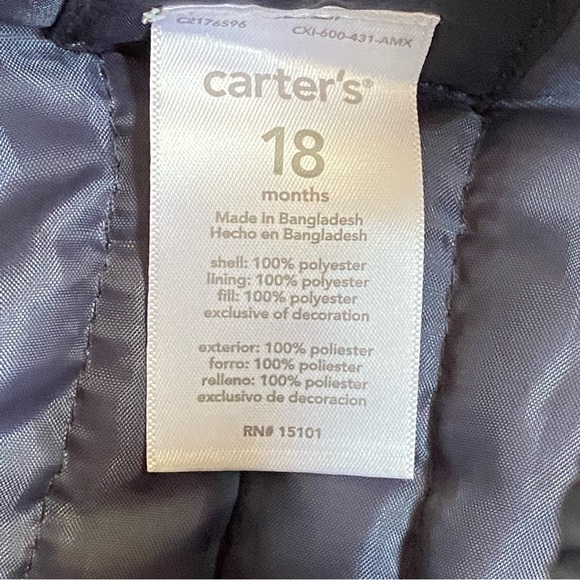 C2176596 CXI-600-431-AMX
carter's®
18
months
Made in Bangladesh
Hecho en Bangladesh
shell: 100% polyester
lining: 100% polyester
fill: 100% polyester
exclusive of decoration
exterior: 100% poliester
forro: 100% poliester
relleno: 100% poliester
exclusivo de decoracion
RN# 15101